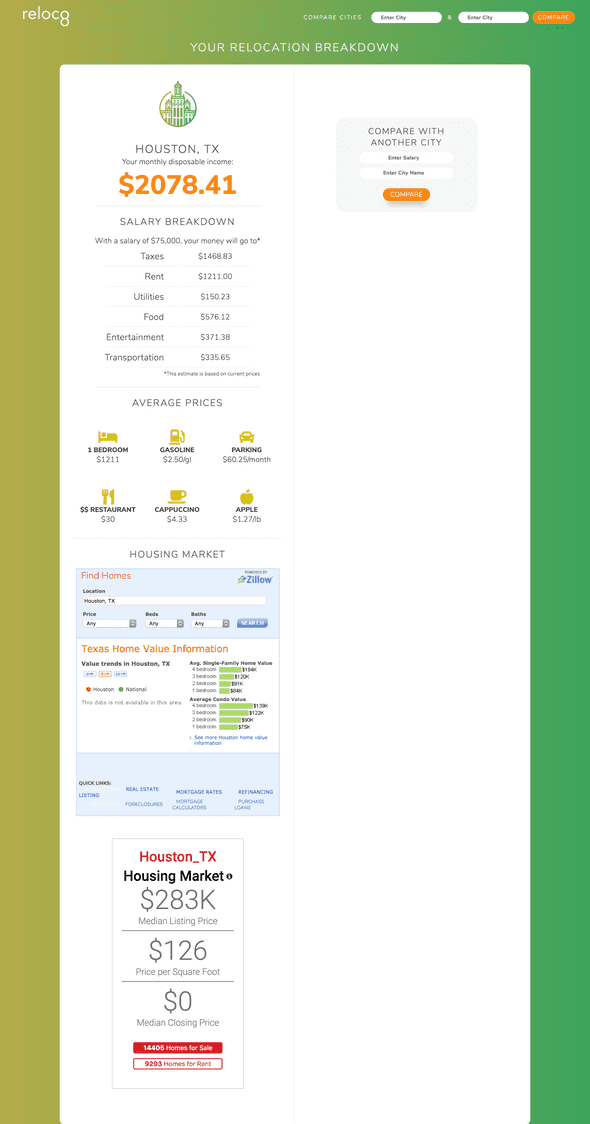 relocg
COMPARE CITIES
Enter City
&
Enter City
COMPARE
YOUR RELOCATION BREAKDOWN
HOUSTON, TX
Your monthly disposable income:
$2078.41
SALARY BREAKDOWN
With a salary of $75,000, your money will go to*
Taxes $1468.83
Rent $1211.00
Utilities $150.23
Food $576.12
Entertainment $371.38
Transportation $335.65
*This estimate is based on current prices
AVERAGE PRICES
1 BEDROOM GASOLINE PARKING
$1211 $2.50/gl $60.25/month
$$ RESTAURANT CAPPUCCINO APPLE
$30 $4.33 $1.27/lb
HOUSING MARKET
Find Homes
POWERED BY
Zillow
Location
Houston, TX
Price Beds Baths
Any Any Any SEARCH
Texas Home Value Information
Value trends in Houston, TX
Houston National
This data is not available in this area
Avg. Single-Family Home Value
4 bedroom $184K
3 bedroom $120K
2 bedroom $91K
1 bedroom $84K
Average Condo Value
4 bedroom $139K
3 bedroom $122K
2 bedroom $90K
1 bedroom $75K
See more Houston home value
information
QUICK LINKS:
REAL ESTATE MORTGAGE RATES REFINANCING
LISTING
FORECLOSURES MORTGAGE PURCHASE
CALCULATORS LOANS
Houston_TX
Housing Market
$283K
Median Listing Price
$126
Price per Square Foot
$0
Median Closing Price
14405 Homes for Sale
9293 Homes for Rent
COMPARE WITH
ANOTHER CITY
Enter Salary
Enter City Name
COMPARE